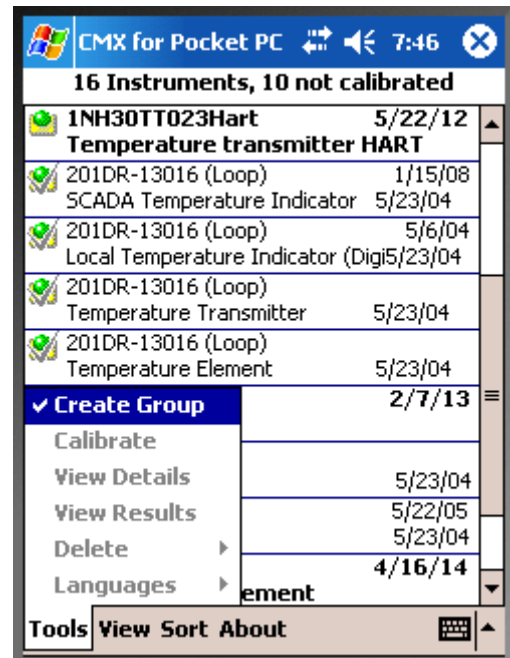 CMX for Pocket PC 7:46
16 Instruments, 10 not calibrated
1NH30TT023Hart 5/22/12
Temperature transmitter HART
201DR-13016 (Loop) 1/15/08
SCADA Temperature Indicator 5/23/04
201DR-13016 (Loop) 5/6/04
Local Temperature Indicator (Digi5/23/04
201DR-13016 (Loop)
Temperature Transmitter 5/23/04
201DR-13016 (Loop)
Temperature Element 5/23/04
Create Group 2/7/13
Calibrate
View Details 5/23/04
View Results 5/22/05
Delete 5/23/04
Languages 4/16/14
ement
Tools View Sort About